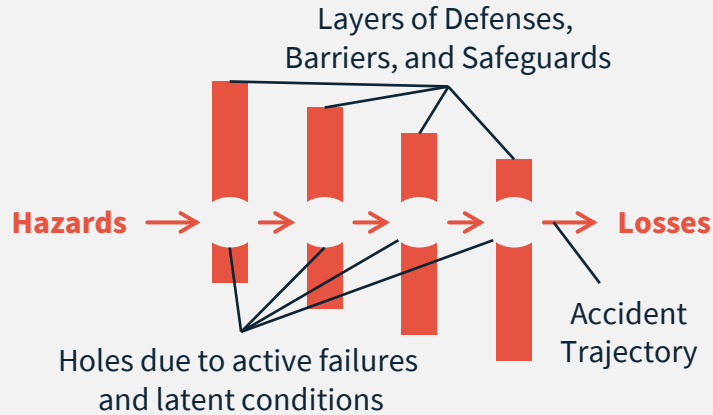 Layers of Defenses,
Barriers, and Safeguards
Hazards
Losses
Accident
Trajectory
Holes due to active failures
and latent conditions